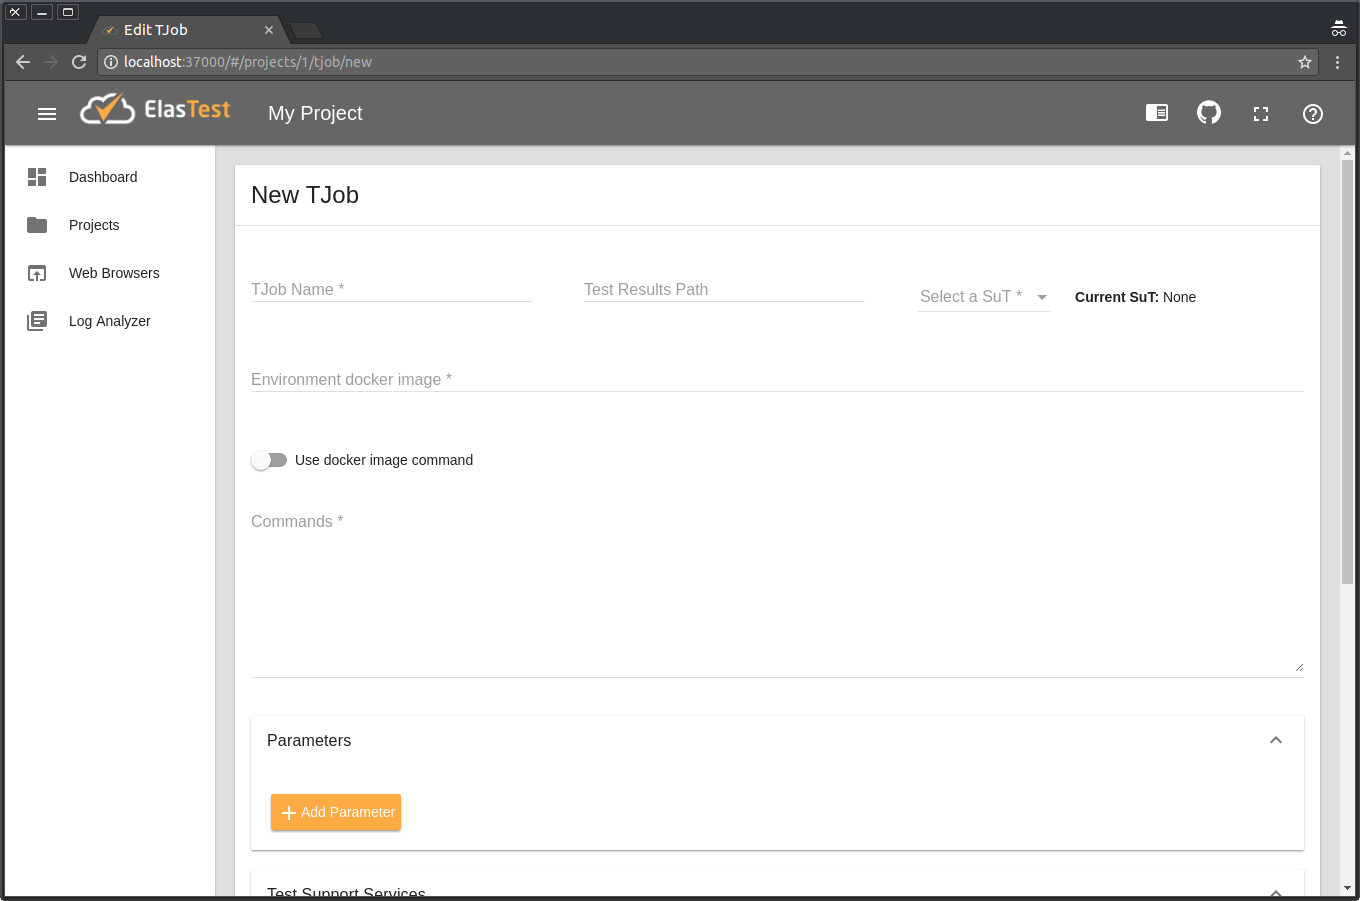 Edit TJob
localhost:37000/#/projects/1/tjob/new
ElasTest
My Project
Dashboard
Projects
Web Browsers
Log Analyzer
New TJob
TJob Name *
Test Results Path
Select a SuT *
Current SuT: None
Environment docker image *
Use docker image command
Commands *
Parameters
Add Parameter
Test Support Services